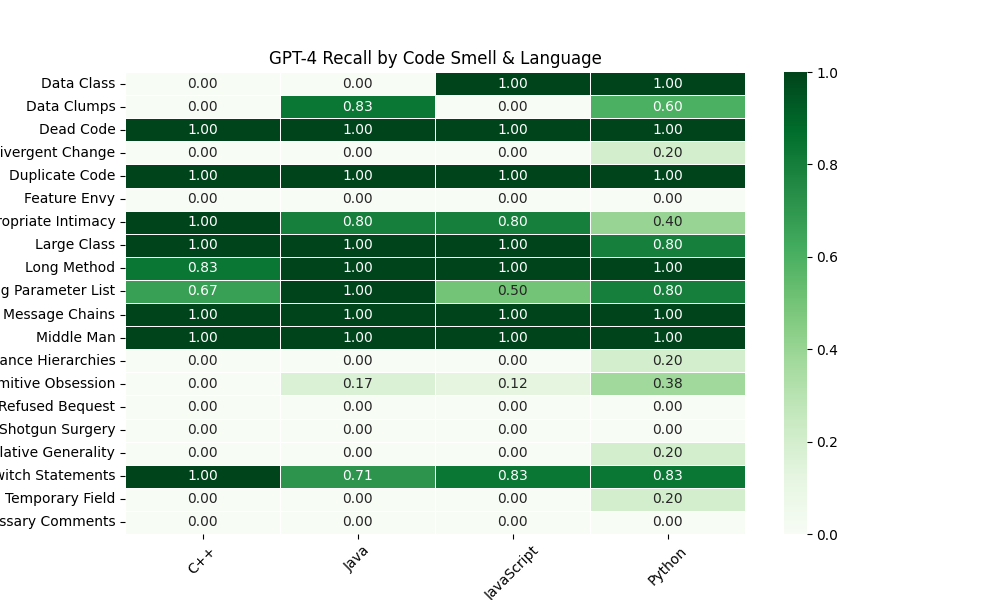 GPT-4 Recall by Code Smell & Language
Data Class 0.00 0.00 1.00 1.00 1.0
Data Clumps 0.00 0.83 0.00 0.60
Dead Code 1.00 1.00 1.00 1.00
ivergent Change 0.00 0.00 0.00 0.20 0.8
Duplicate Code 1.00 1.00 1.00 1.00
Feature Envy 0.00 0.00 0.00 0.00
ropriate Intimacy 1.00 0.80 0.80 0.40
Large Class 1.00 1.00 1.00 0.80 0.6
Long Method 0.83 1.00 1.00 1.00
g Parameter List 0.67 1.00 0.50 0.80
Message Chains 1.00 1.00 1.00 1.00
Middle Man 1.00 1.00 1.00 1.00 0.4
ance Hierarchies 0.00 0.00 0.00 0.20
mitive Obsession 0.00 0.17 0.12 0.38
Refused Bequest 0.00 0.00 0.00 0.00
Shotgun Surgery 0.00 0.00 0.00 0.00 0.2
lative Generality 0.00 0.00 0.00 0.20
witch Statements 1.00 0.71 0.83 0.83
Temporary Field 0.00 0.00 0.00 0.20
ssary Comments 0.00 0.00 0.00 0.00 0.0
C++ Java JavaScript Python